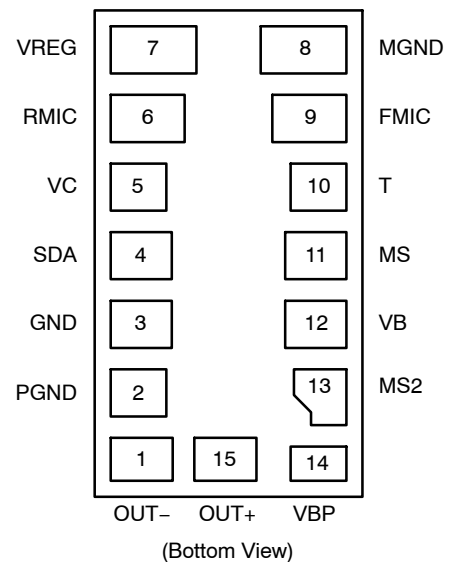 VREG 7 8 MGND
RMIC 6 9 FMIC
VC 5 10 T
SDA 4 11 MS
GND 3 12 VB
PGND 2 13 MS2
1 15 14
OUT− OUT+ VBP
(Bottom View)